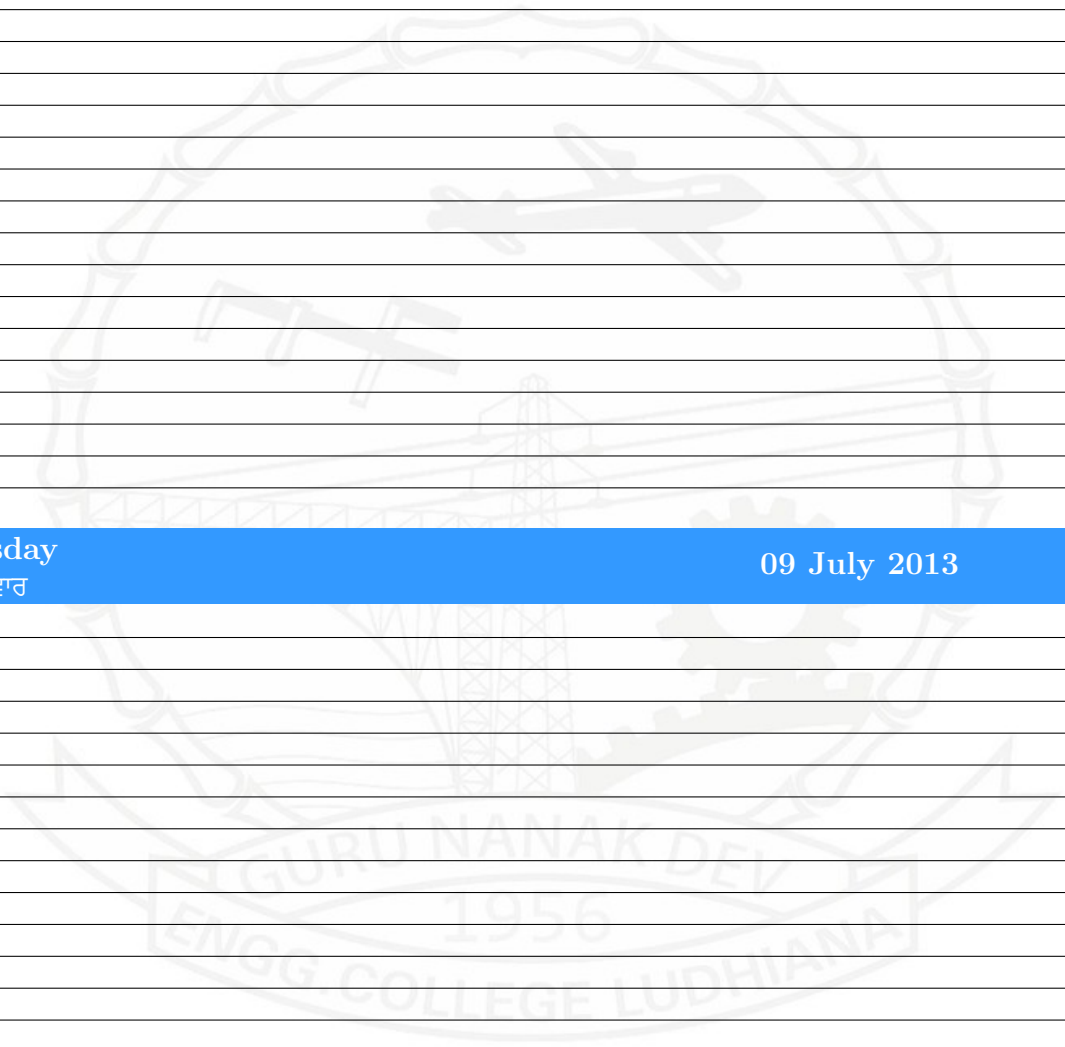 sday
ਵਾਰ
09 July 2013
GURU NANAK DEV
1956
ENGG. COLLEGE LUDHIANA